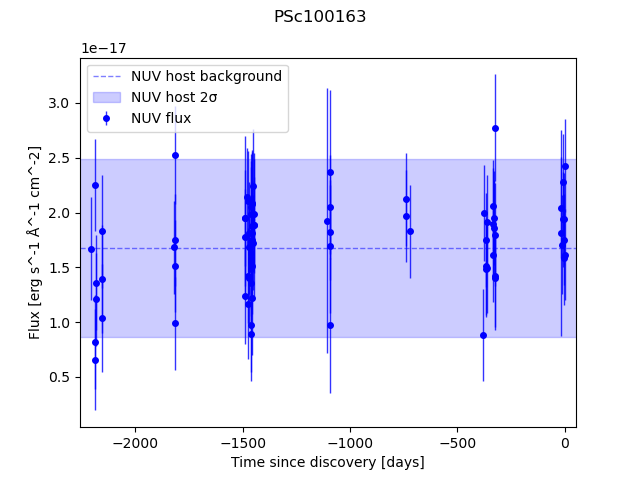 PSc100163
1e−17
NUV host background
NUV host 2σ
NUV flux
3.0
2.5
2.0
1.5
1.0
0.5
Flux [erg s^-1 Å^-1 cm^-2]
−2000
−1500
−1000
−500
0
Time since discovery [days]